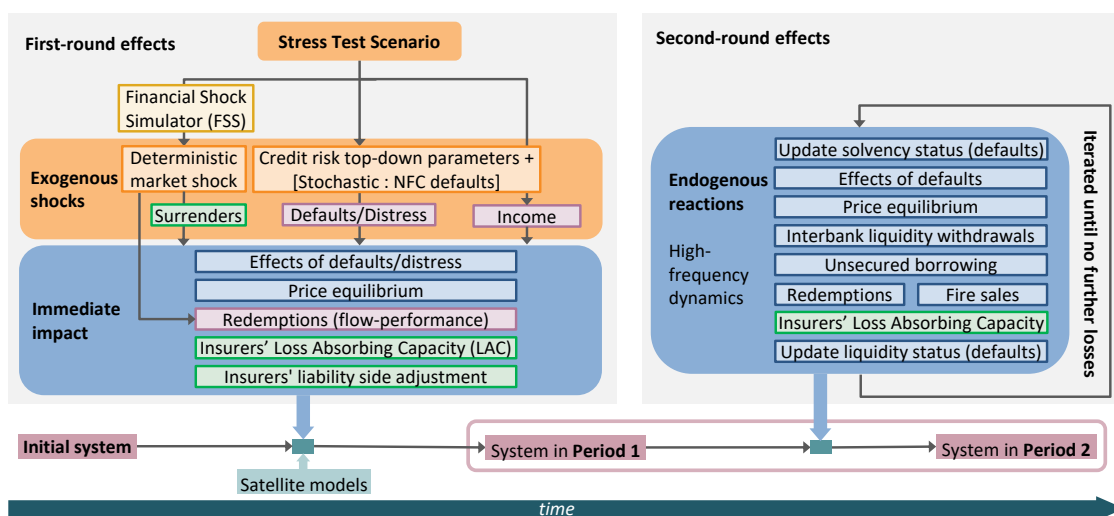 First-round effects
Stress Test Scenario
Financial Shock
Simulator (FSS)
Exogenous
shocks
Deterministic
market shock
Credit risk top-down parameters +
[Stochastic : NFC defaults]
Surrenders
Defaults/Distress
Income
Immediate
impact
Effects of defaults/distress
Price equilibrium
Redemptions (flow-performance)
Insurers' Loss Absorbing Capacity (LAC)
Insurers' liability side adjustment
Second-round effects
Endogenous
reactions
High-
frequency
dynamics
Update solvency status (defaults)
Effects of defaults
Price equilibrium
Interbank liquidity withdrawals
Unsecured borrowing
Redemptions
Fire sales
Insurers' Loss Absorbing Capacity
Update liquidity status (defaults)
Iterated until no further
losses
Initial system
System in Period 1
System in Period 2
Satellite models
time